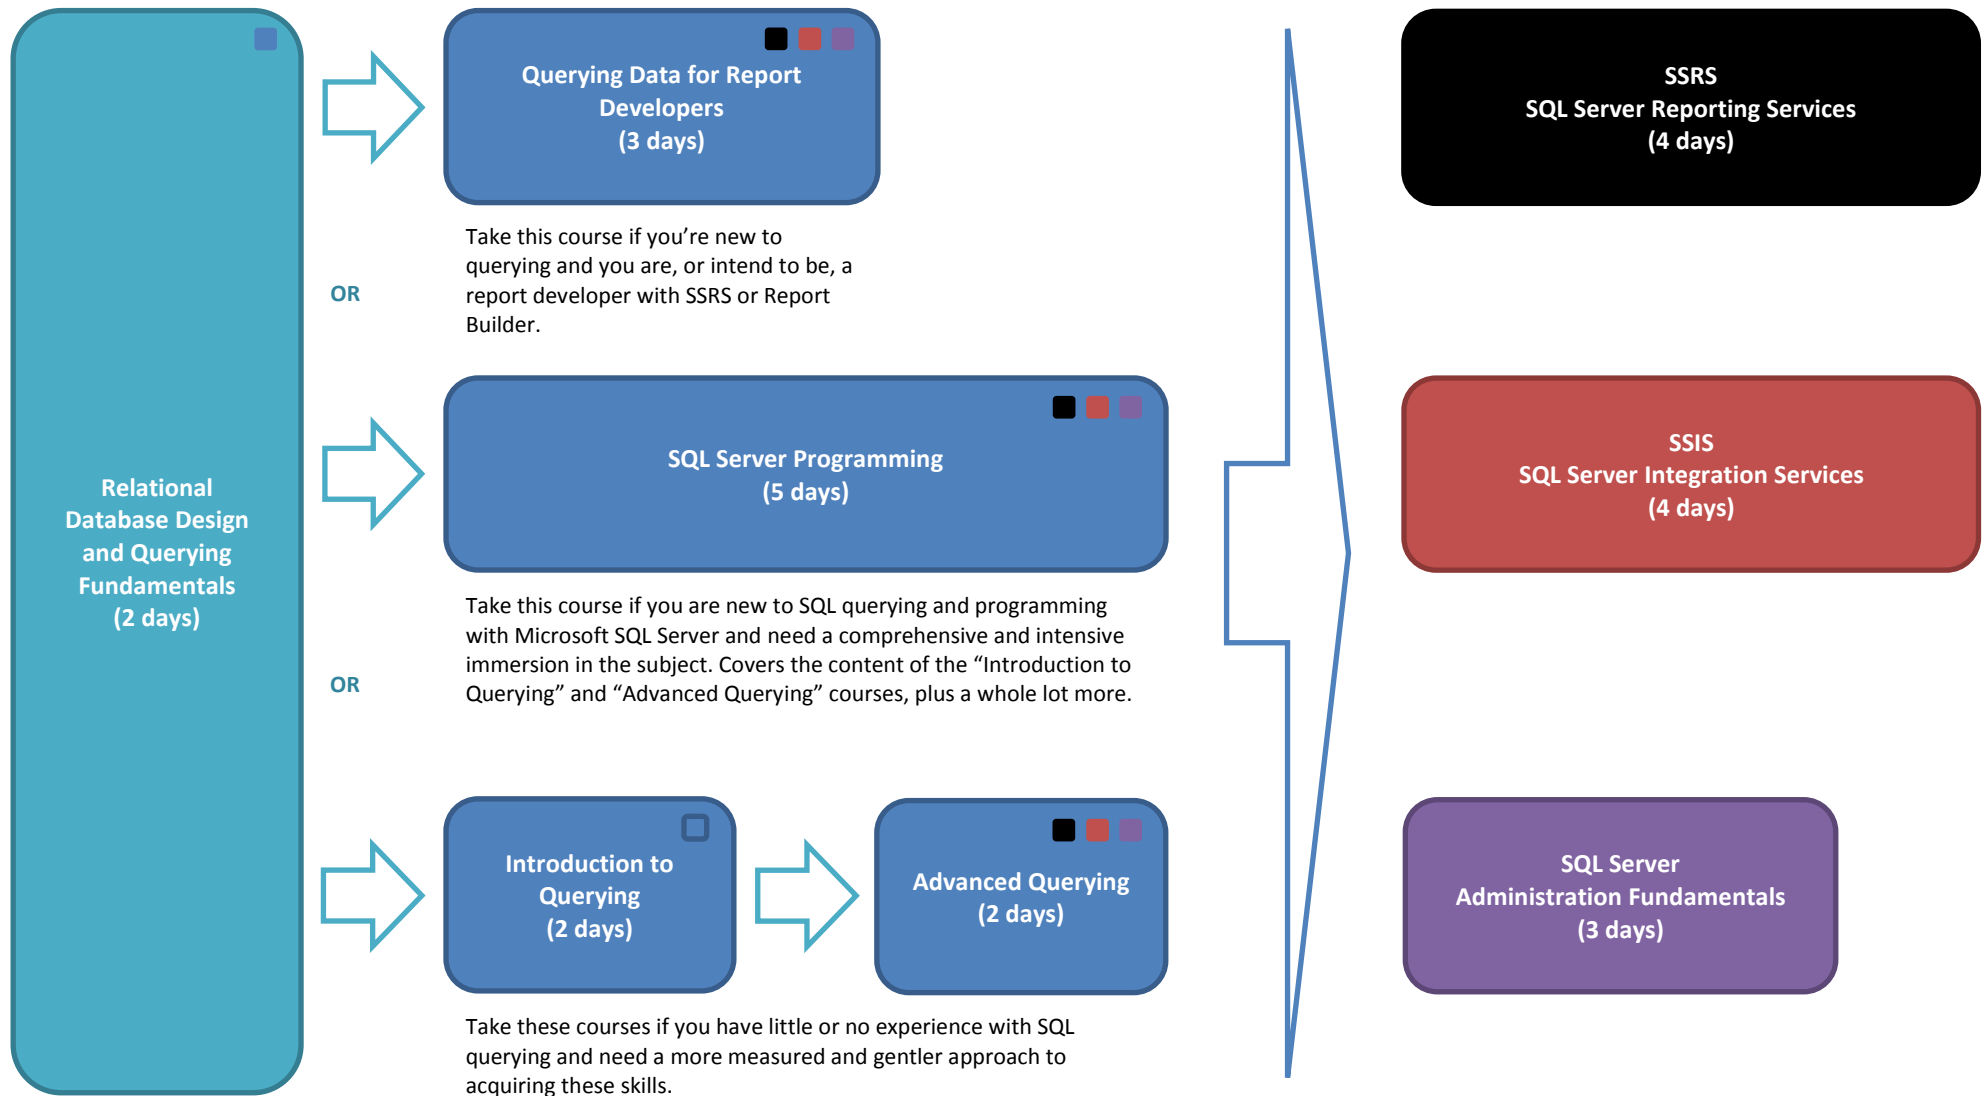 Relational
Database Design
and Querying
Fundamentals
(2 days)
Querying Data for Report
Developers
(3 days)
Take this course if you’re new to
querying and you are, or intend to be, a
report developer with SSRS or Report
Builder.
OR
SQL Server Programming
(5 days)
Take this course if you are new to SQL querying and programming
with Microsoft SQL Server and need a comprehensive and intensive
immersion in the subject. Covers the content of the “Introduction to
Querying” and “Advanced Querying” courses, plus a whole lot more.
OR
Introduction to
Querying
(2 days)
Advanced Querying
(2 days)
Take these courses if you have little or no experience with SQL
querying and need a more measured and gentler approach to
acquiring these skills.
SSRS
SQL Server Reporting Services
(4 days)
SSIS
SQL Server Integration Services
(4 days)
SQL Server
Administration Fundamentals
(3 days)